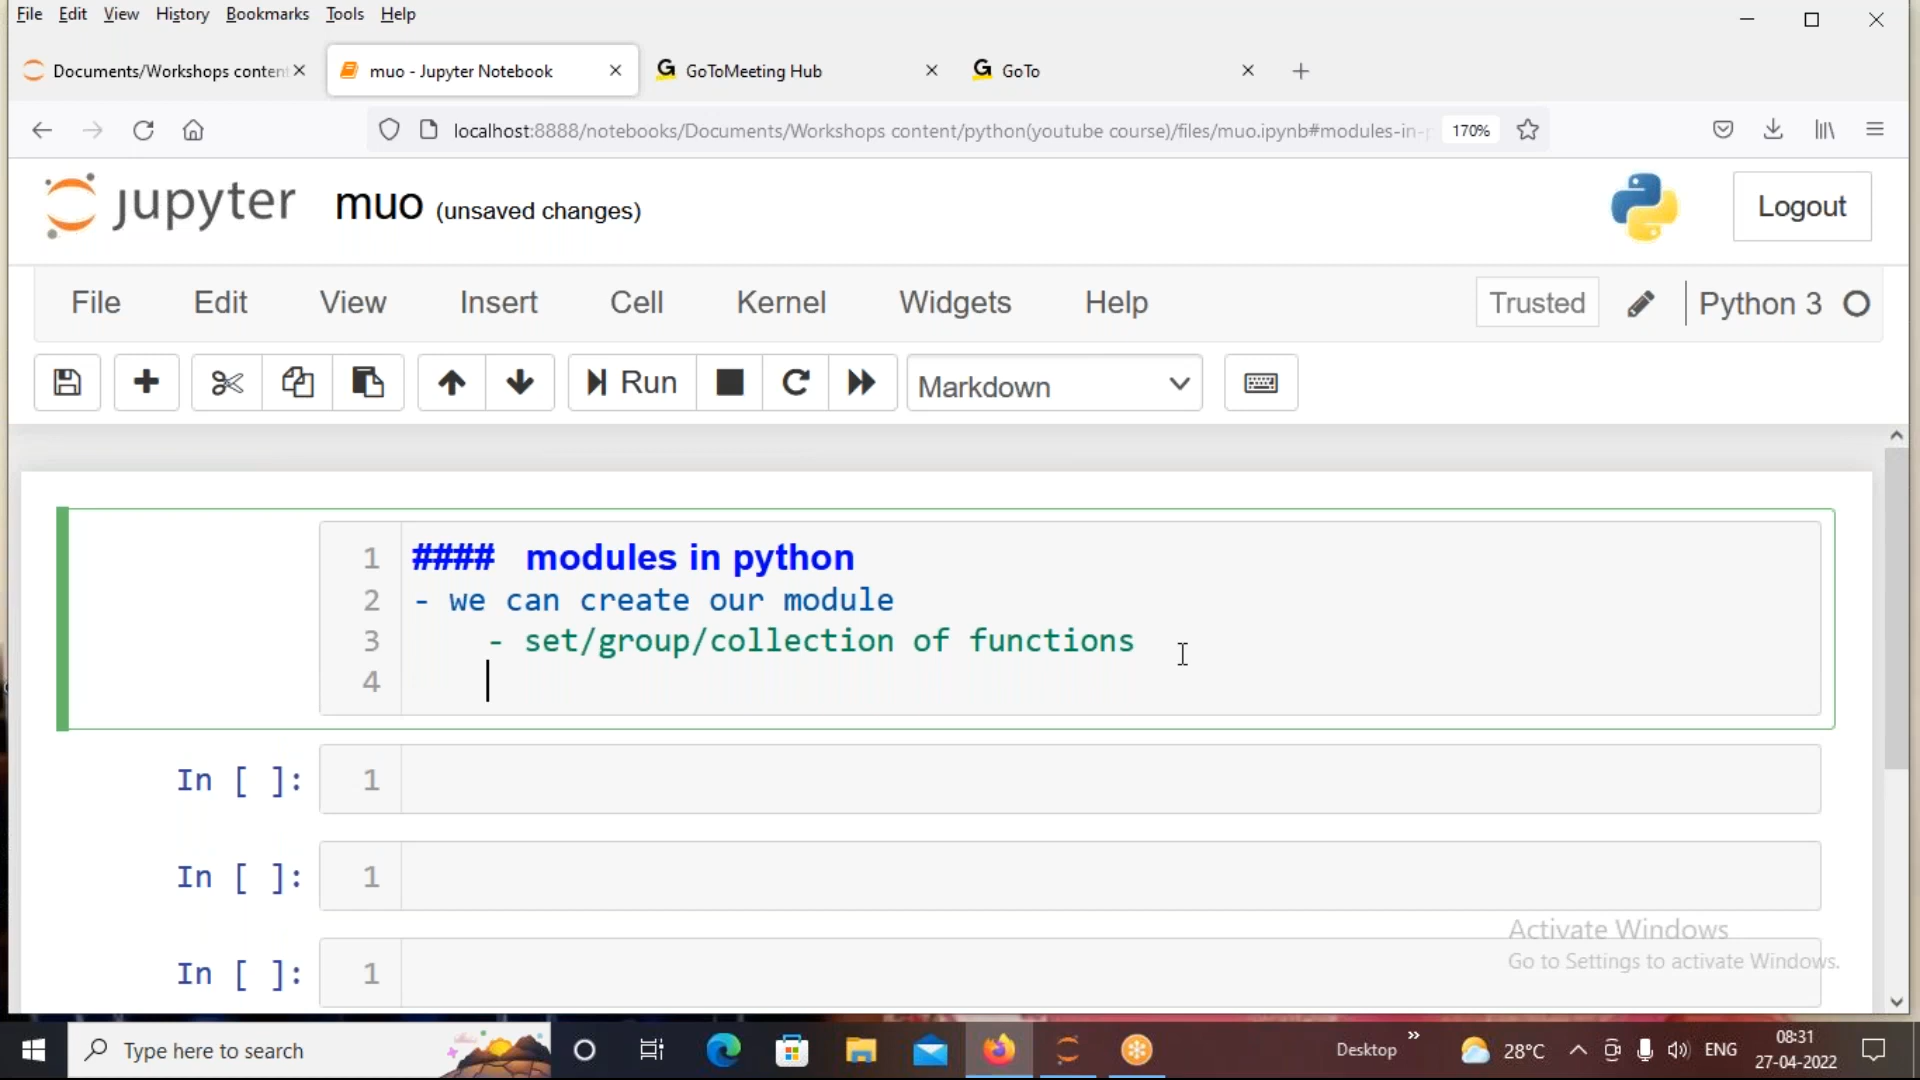 File Edit View History Bookmarks Tools Help
Documents/Workshops conten
muo - Jupyter Notebook
GoToMeeting Hub
GoTo
localhost:8888/notebooks/Documents/Workshops content/python(youtube course)/files/muo.ipynb#modules-in-
170%
jupyter muo (unsaved changes)
Logout
File Edit View Insert Cell Kernel Widgets Help
Trusted
Python 3
Run
Markdown
1 #### modules in python
2 - we can create our module
3 - set/group/collection of functions
4
In [ ]: 1
In [ ]: 1
In [ ]: 1
Activate Windows
Go to Settings to activate Windows.
Type here to search
Desktop
28°C
ENG
08:31
27-04-2022